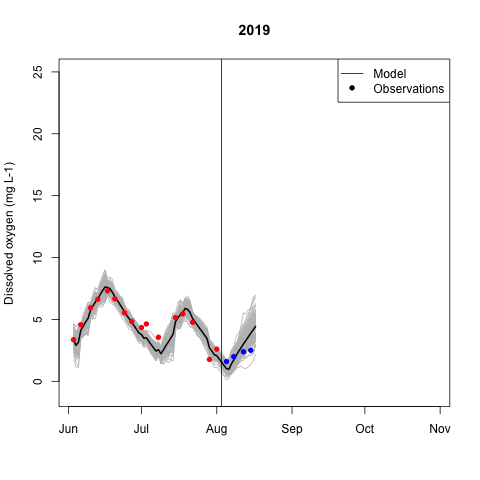 2019
Dissolved oxygen (mg L-1)
25
20
15
10
5
0
Model
Observations
Jun Jul Aug Sep Oct Nov